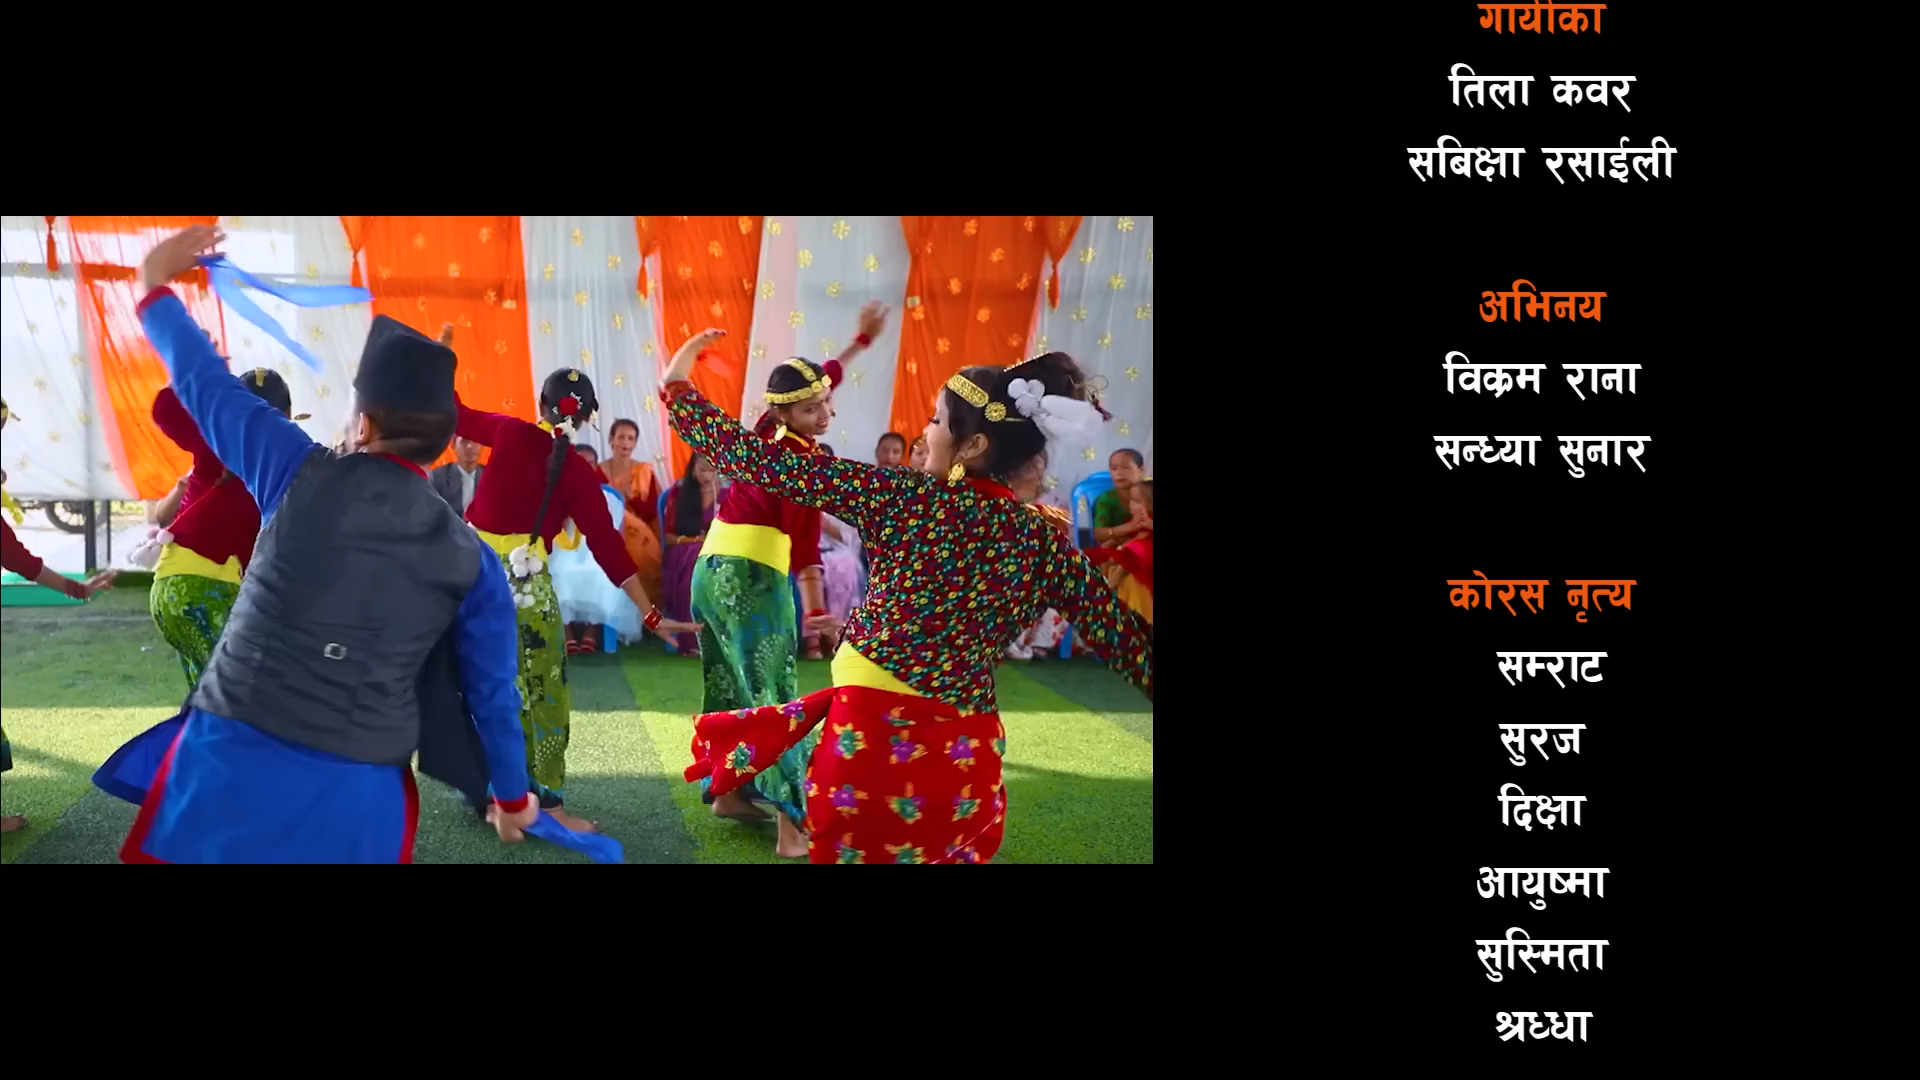 गायीका
तिला कवर
सबिक्षा रसाईली
अभिनय
विक्रम राना
सन्ध्या सुनार
कोरस नृत्य
सम्राट
सुरज
दिक्षा
आयुष्मा
सुस्मिता
श्रध्धा